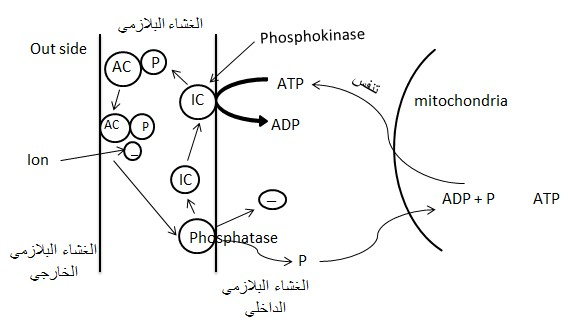 الغشاء البلازمي
Out side
Phosphokinase
AC
P
IC
ATP
تنفس
mitochondria
ADP
AC
P
Ion
–
IC
–
ADP + P
ATP
Phosphatase
P
الغشاء البلازمي
الخارجي
الغشاء البلازمي
الداخلي